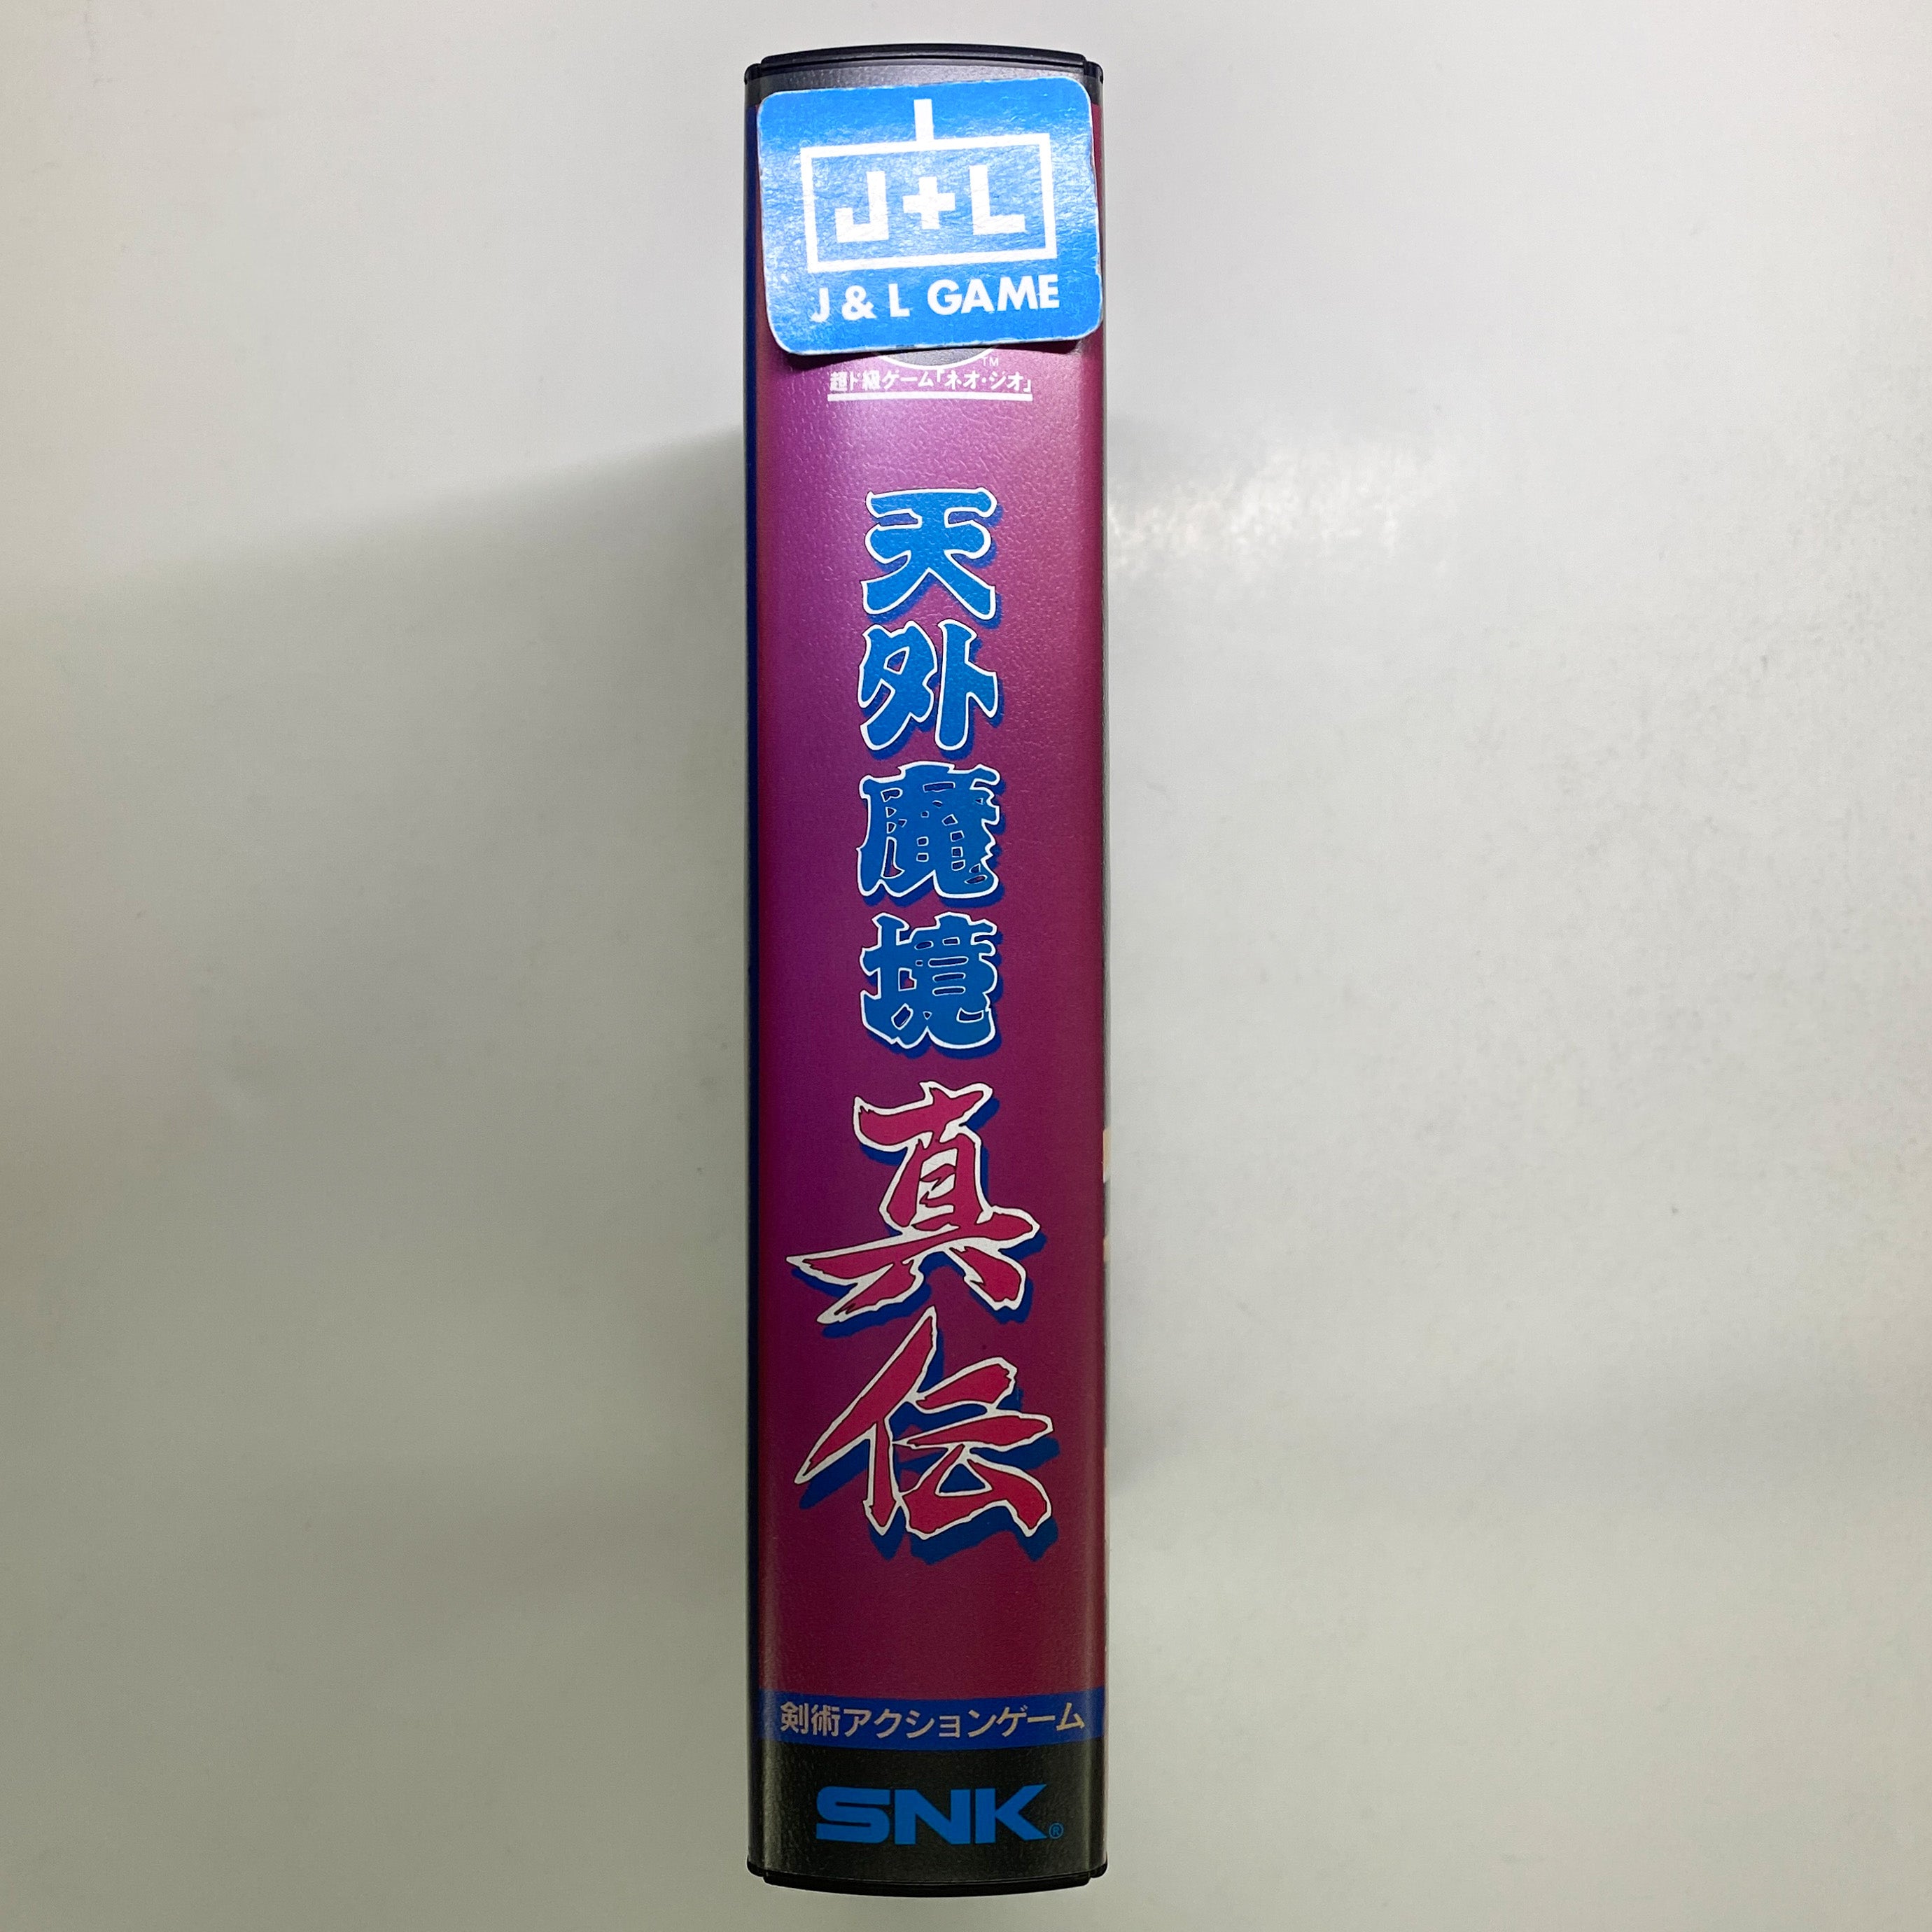 J+L
J & L GAME
TM
超ド級ゲーム「ネオ・ジオ」
天外魔境
真伝
剣術アクションゲーム
SNK®